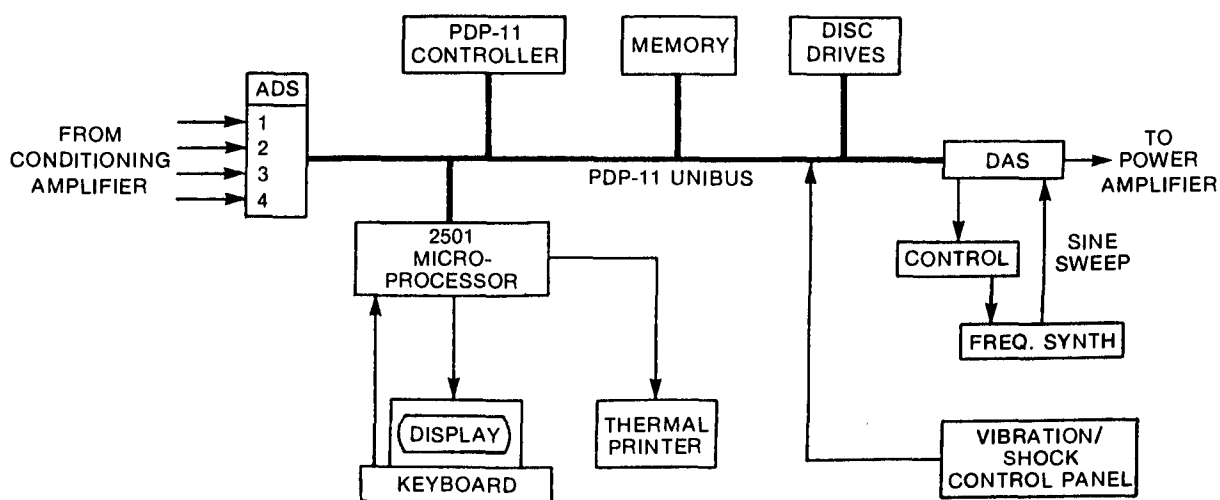 PDP-11
CONTROLLER
MEMORY
DISC
DRIVES
ADS
1
2
3
4
FROM
CONDITIONING
AMPLIFIER
PDP-11 UNIBUS
DAS
TO
POWER
AMPLIFIER
2501
MICRO-
PROCESSOR
CONTROL
SINE
SWEEP
FREQ. SYNTH
DISPLAY
KEYBOARD
THERMAL
PRINTER
VIBRATION/
SHOCK
CONTROL PANEL